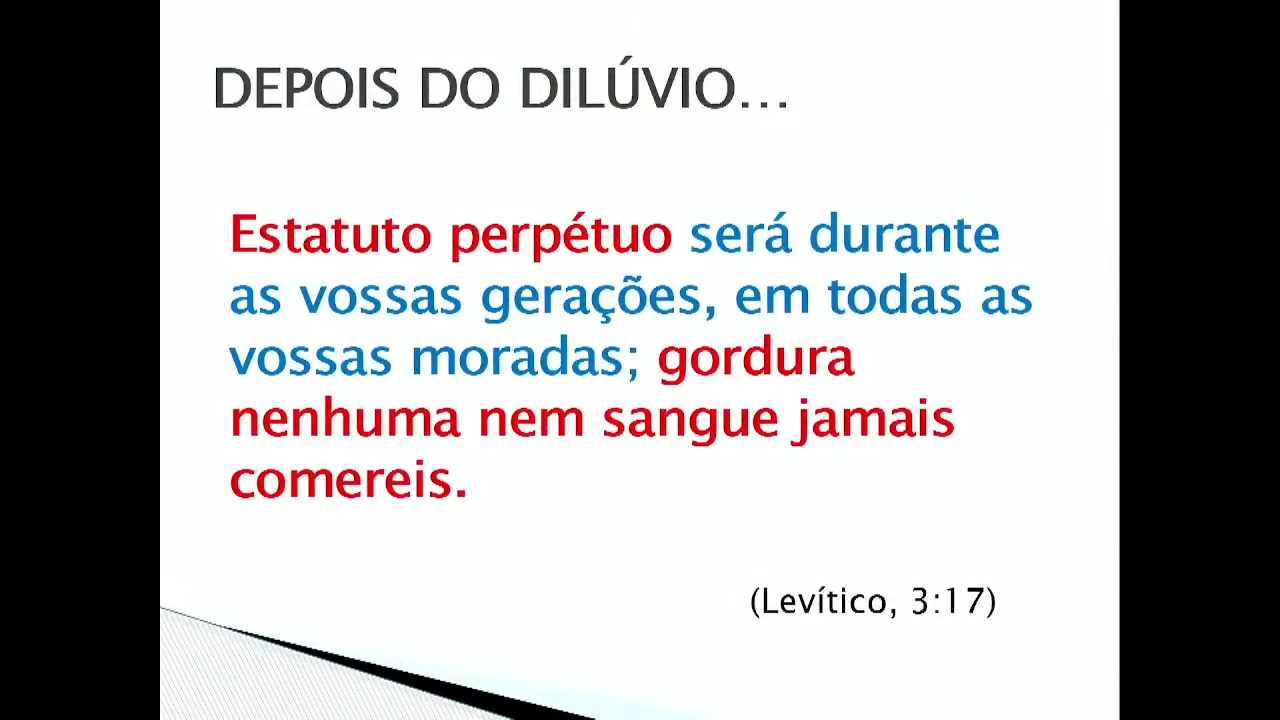 DEPOIS DO DILÚVIO...
Estatuto perpétuo será durante
as vossas gerações, em todas as
vossas moradas; gordura
nenhuma nem sangue jamais
comereis.
(Levítico, 3:17)